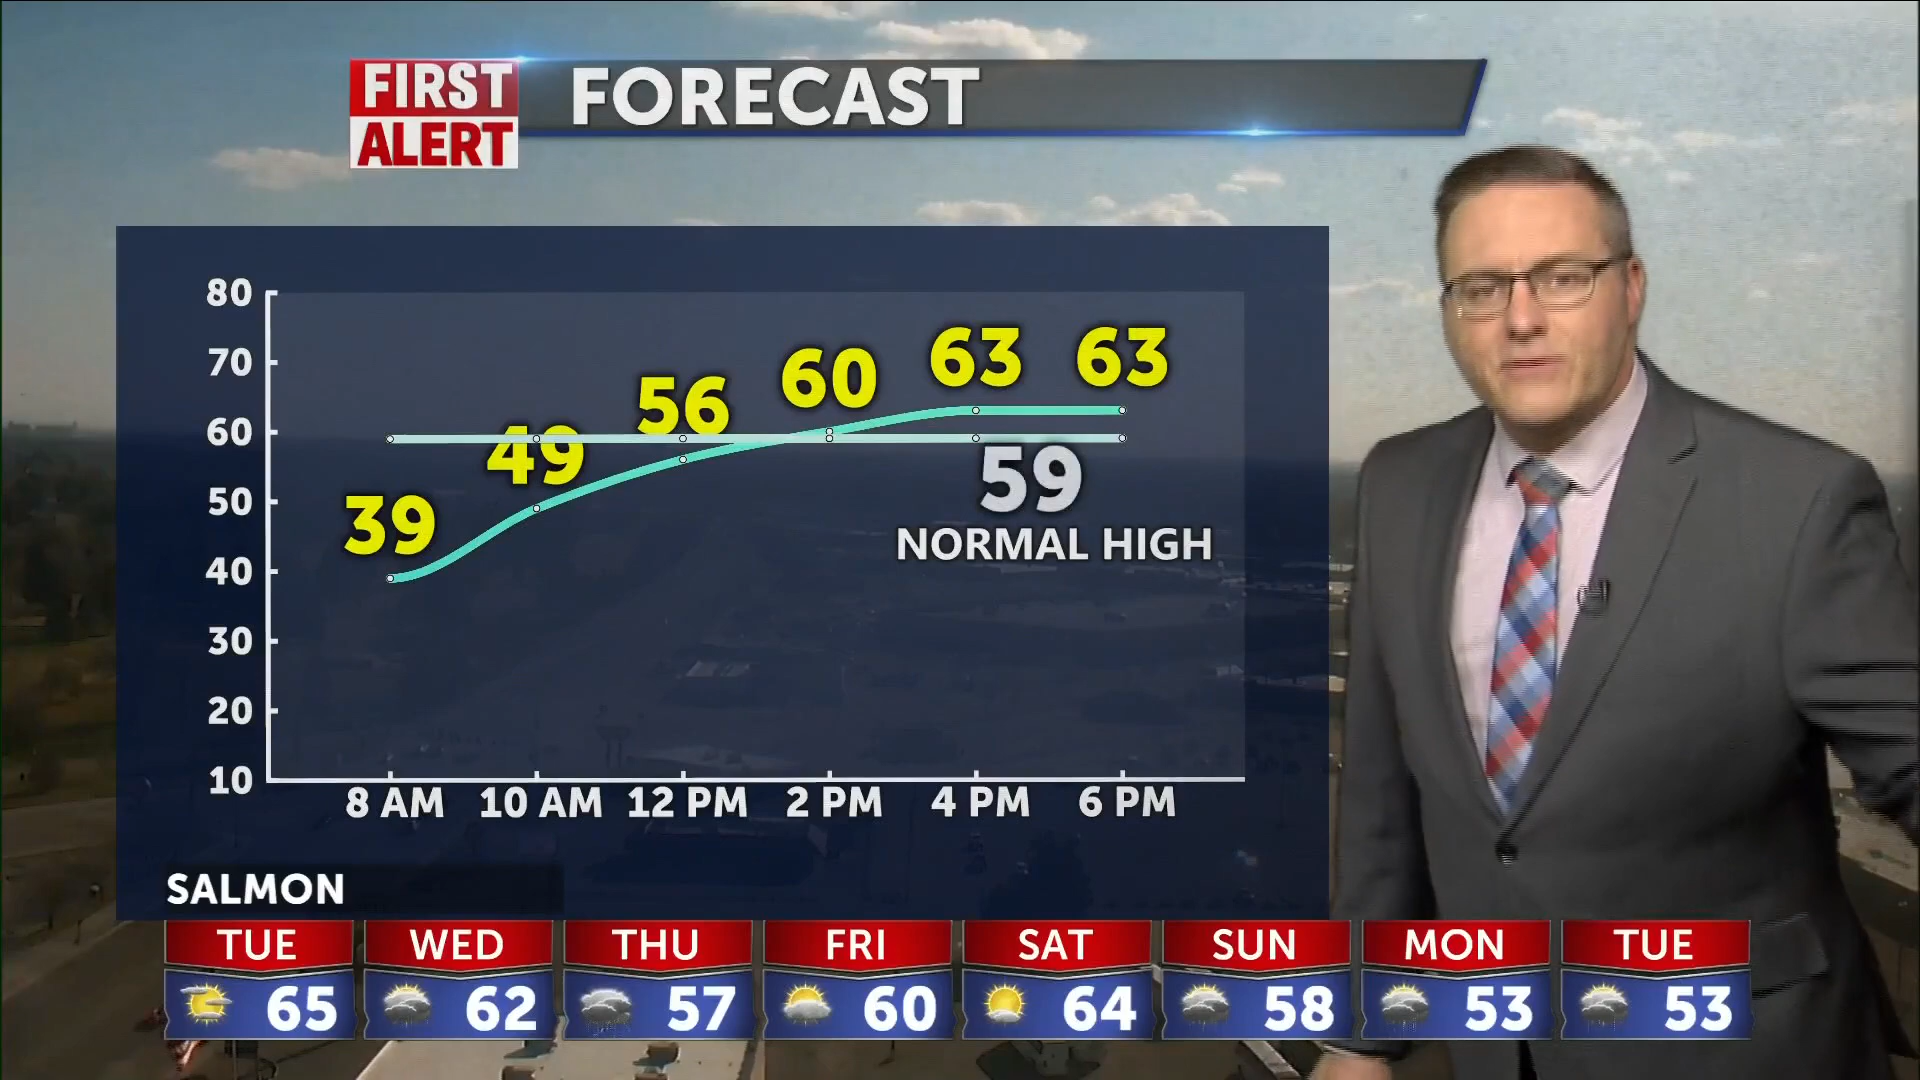 FIRST
ALERT
FORECAST
80
70
60
50
40
30
20
10
39
49
56
60
63
63
59
NORMAL HIGH
8 AM 10 AM 12 PM 2 PM 4 PM 6 PM
SALMON
TUE WED THU FRI SAT SUN MON TUE
65 62 57 60 64 58 53 53